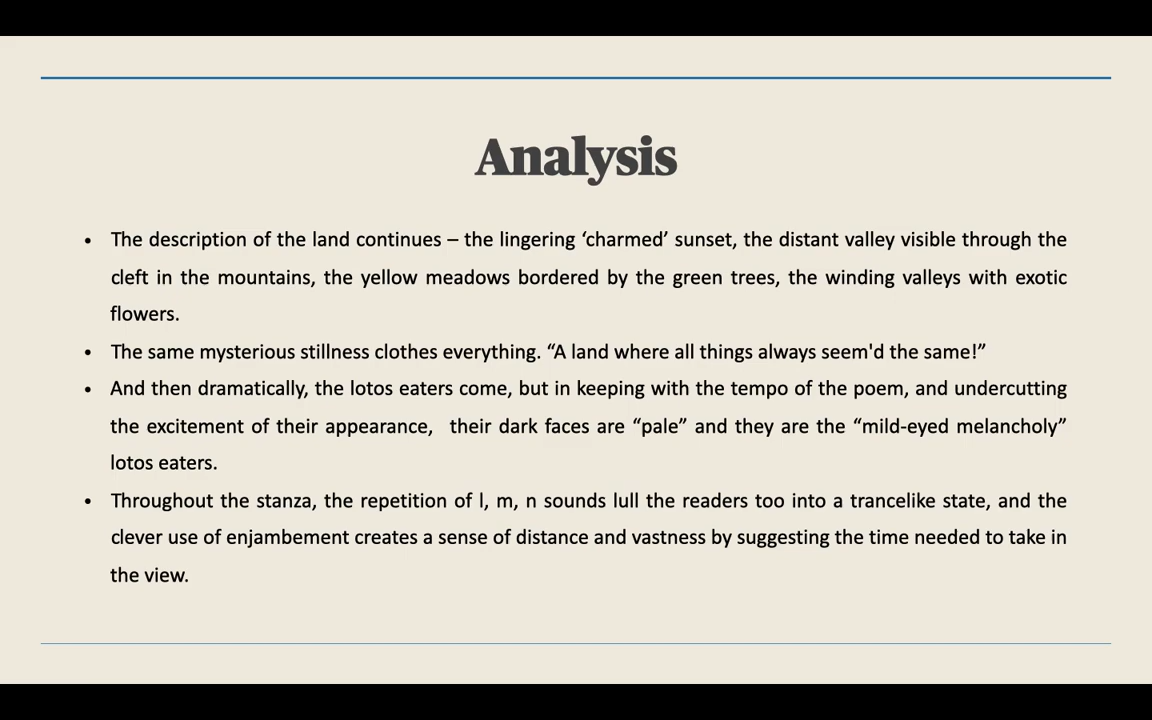 Analysis
• The description of the land continues – the lingering ‘charmed’ sunset, the distant valley visible through the
cleft in the mountains, the yellow meadows bordered by the green trees, the winding valleys with exotic
flowers.
• The same mysterious stillness clothes everything. “A land where all things always seem'd the same!”
• And then dramatically, the lotos eaters come, but in keeping with the tempo of the poem, and undercutting
the excitement of their appearance,  their dark faces are “pale” and they are the “mild-eyed melancholy”
lotos eaters.
• Throughout the stanza, the repetition of l, m, n sounds lull the readers too into a trancelike state, and the
clever use of enjambement creates a sense of distance and vastness by suggesting the time needed to take in
the view.